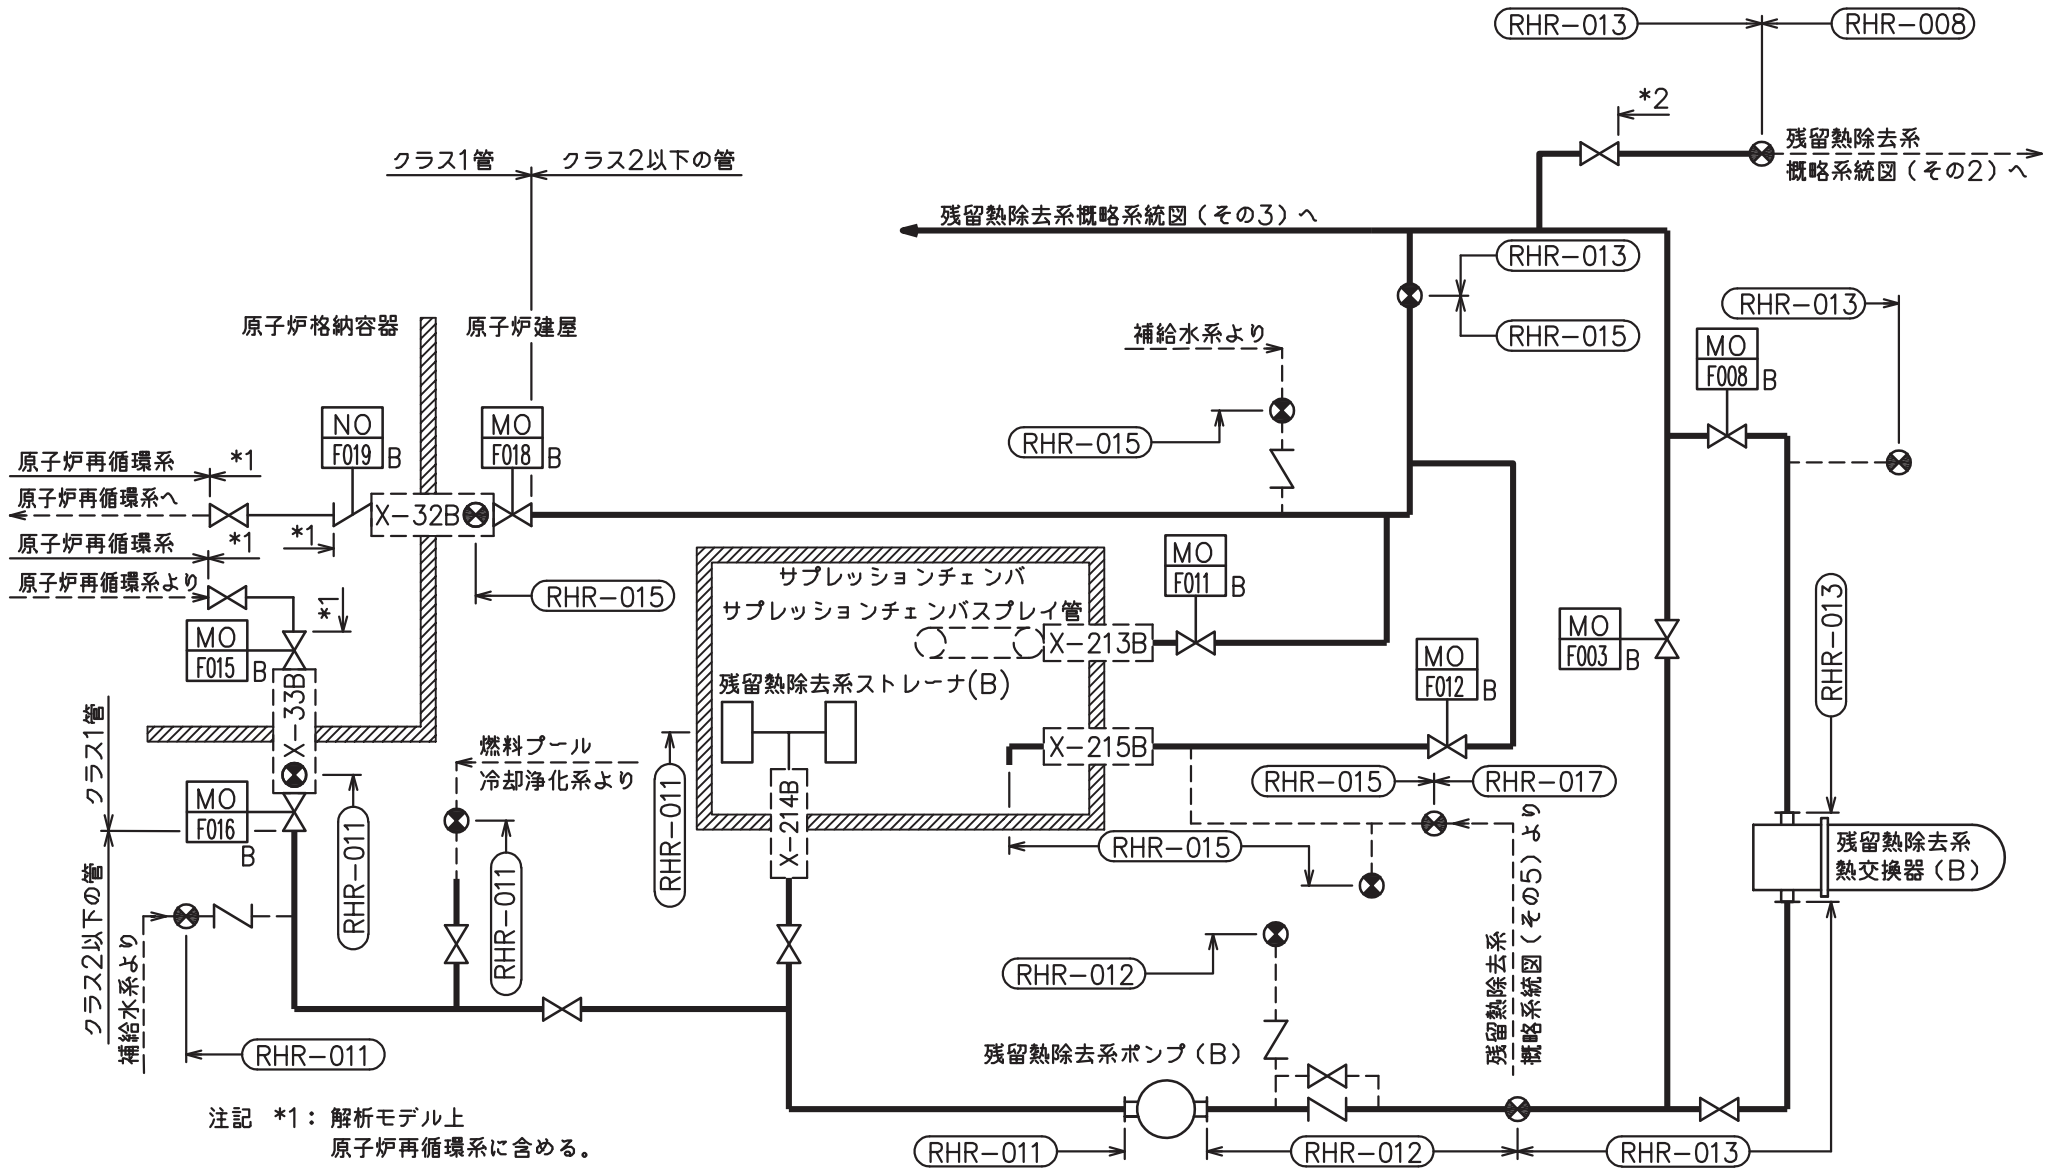 RHR-013
RHR-008
*2
残留熱除去系
概略系統図(その2)へ
クラス1管
クラス2以下の管
残留熱除去系概略系統図(その3)へ
RHR-013
RHR-015
RHR-013
原子炉格納容器
原子炉建屋
補給水系より
MO
F008
B
RHR-015
NO
F019
B
MO
F018
B
原子炉再循環系
*1
原子炉再循環系へ
X-32B
*1
原子炉再循環系
*1
原子炉再循環系より
*1
RHR-015
サプレッションチェンバ
サプレッションチェンバスプレイ管
MO
F011
B
X-213B
MO
F015
B
X-33B
MO
F012
B
MO
F003
B
RHR-013
残留熱除去系ストレーナ(B)
X-215B
クラス1管
クラス2以下の管
燃料プール
冷却浄化系より
RHR-011
X-214B
RHR-015
RHR-017
MO
F016
B
RHR-011
RHR-011
RHR-015
残留熱除去系
熱交換器(B)
残留熱除去系
概略系統図(その5)より
補給水系より
RHR-012
RHR-011
残留熱除去系ポンプ(B)
RHR-011
RHR-012
RHR-013
注記 *1: 解析モデル上
原子炉再循環系に含める。